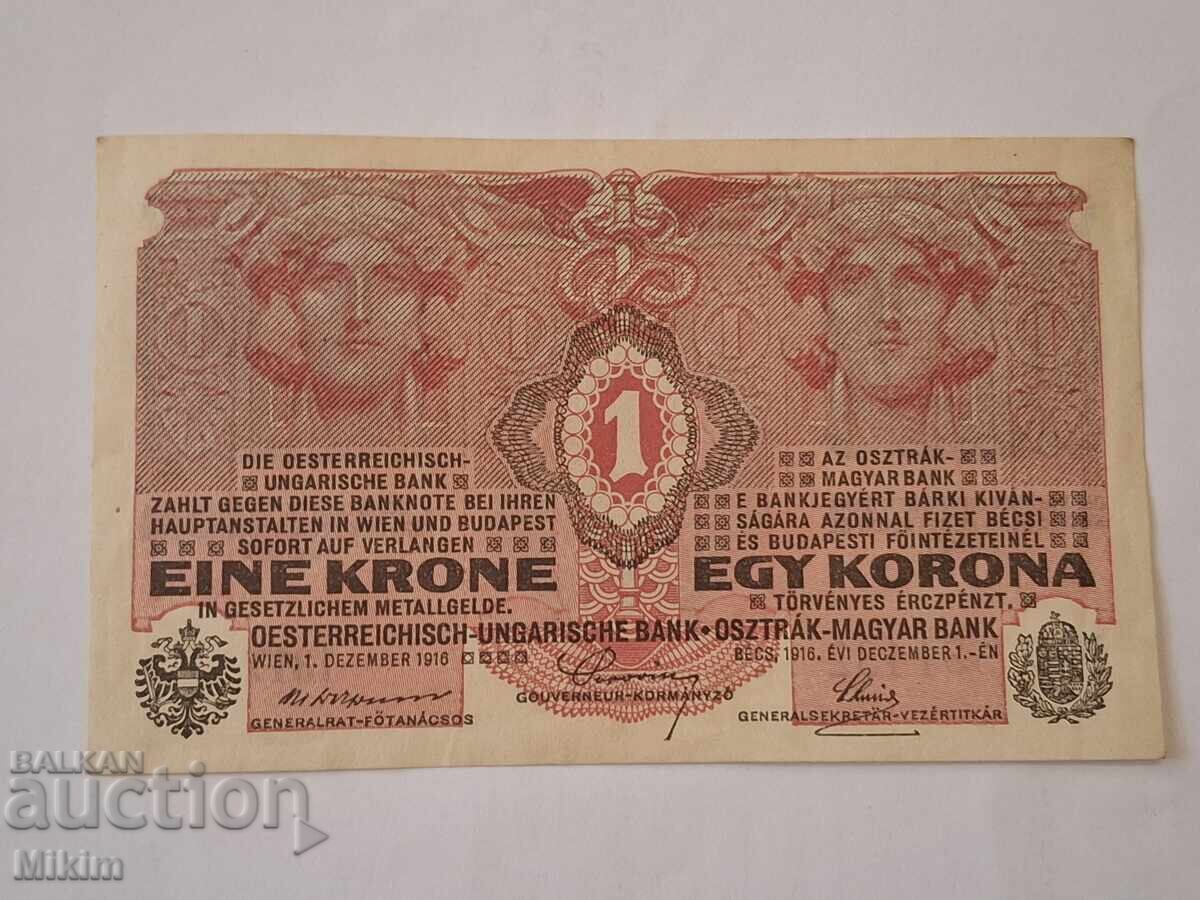 1
DIE OESTERREICHISCH-
UNGARISCHE BANK
ZAHLT GEGEN DIESE BANKNOTE BEI IHREN
HAUPTANSTALTEN IN WIEN UND BUDAPEST
SOFORT AUF VERLANGEN
EINE KRONE
IN GESETZLICHEM METALLGELDE.
AZ OSZTRÁK-
MAGYAR BANK
E BANKJEGYÉRT BÁRKI KIVÁN-
SÁGÁRA AZONNAL FIZET BÉCSI
ÉS BUDAPESTI FŐINTÉZETEINÉL
EGY KORONA
TÖRVÉNYES ÉRCZPÉNZT.
OESTERREICHISCH-UNGARISCHE BANK • OSZTRÁK-MAGYAR BANK
WIEN, 1. DEZEMBER 1916
BÉCS, 1916. ÉVI DECZEMBER 1.-ÉN
GOUVERNEUR-KORMÁNYZÓ
GENERALRAT-FŐTANÁCSOS
GENERALSEKRETÄR-VEZÉRTITKÁR
BALKAN
auction
Mikim